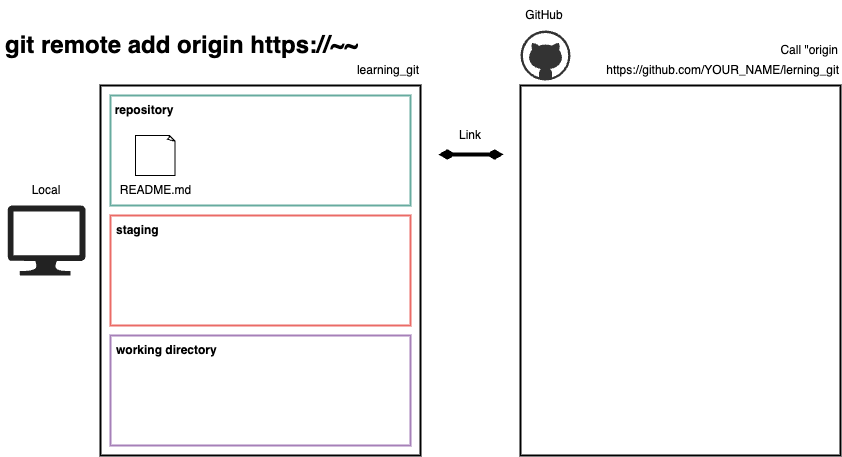 git remote add origin https://~~
GitHub
Call "origin
learning_git
https://github.com/YOUR_NAME/lerning_git
repository
README.md
Link
Local
staging
working directory